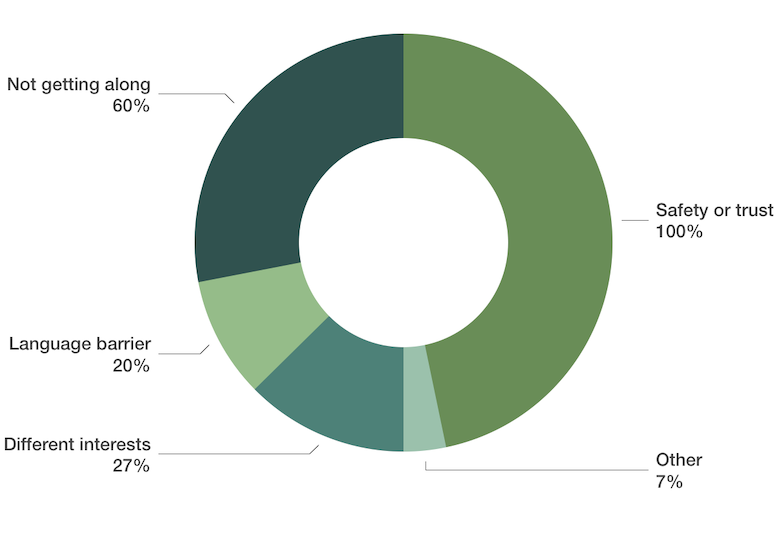 Not getting along
60%
Safety or trust
100%
Language barrier
20%
Different interests
27%
Other
7%